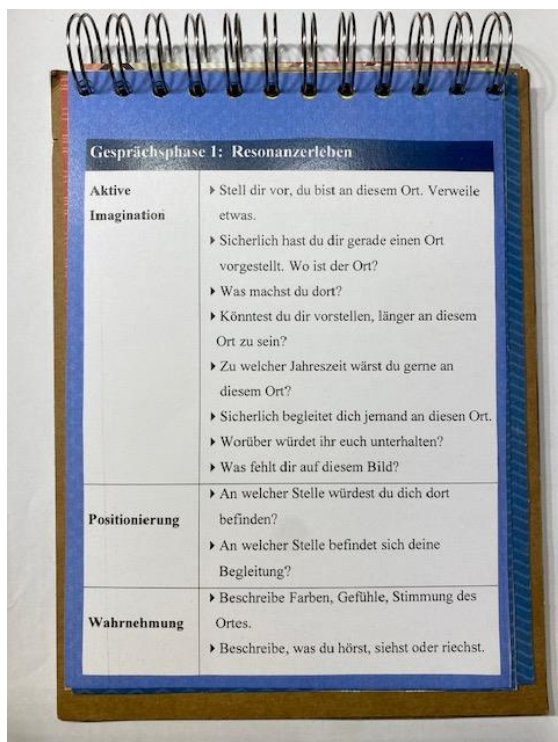 Gesprächsphase 1: Resonanzerleben
Aktive
Imagination
‣ Stell dir vor, du bist an diesem Ort. Verweile
etwas.
‣ Sicherlich hast du dir gerade einen Ort
vorgestellt. Wo ist der Ort?
‣ Was machst du dort?
‣ Könntest du dir vorstellen, länger an diesem
Ort zu sein?
‣ Zu welcher Jahreszeit wärst du gerne an
diesem Ort?
‣ Sicherlich begleitet dich jemand an diesen Ort.
‣ Worüber würdet ihr euch unterhalten?
‣ Was fehlt dir auf diesem Bild?
Positionierung
‣ An welcher Stelle würdest du dich dort
befinden?
‣ An welcher Stelle befindet sich deine
Begleitung?
Wahrnehmung
‣ Beschreibe Farben, Gefühle, Stimmung des
Ortes.
‣ Beschreibe, was du hörst, siehst oder riechst.